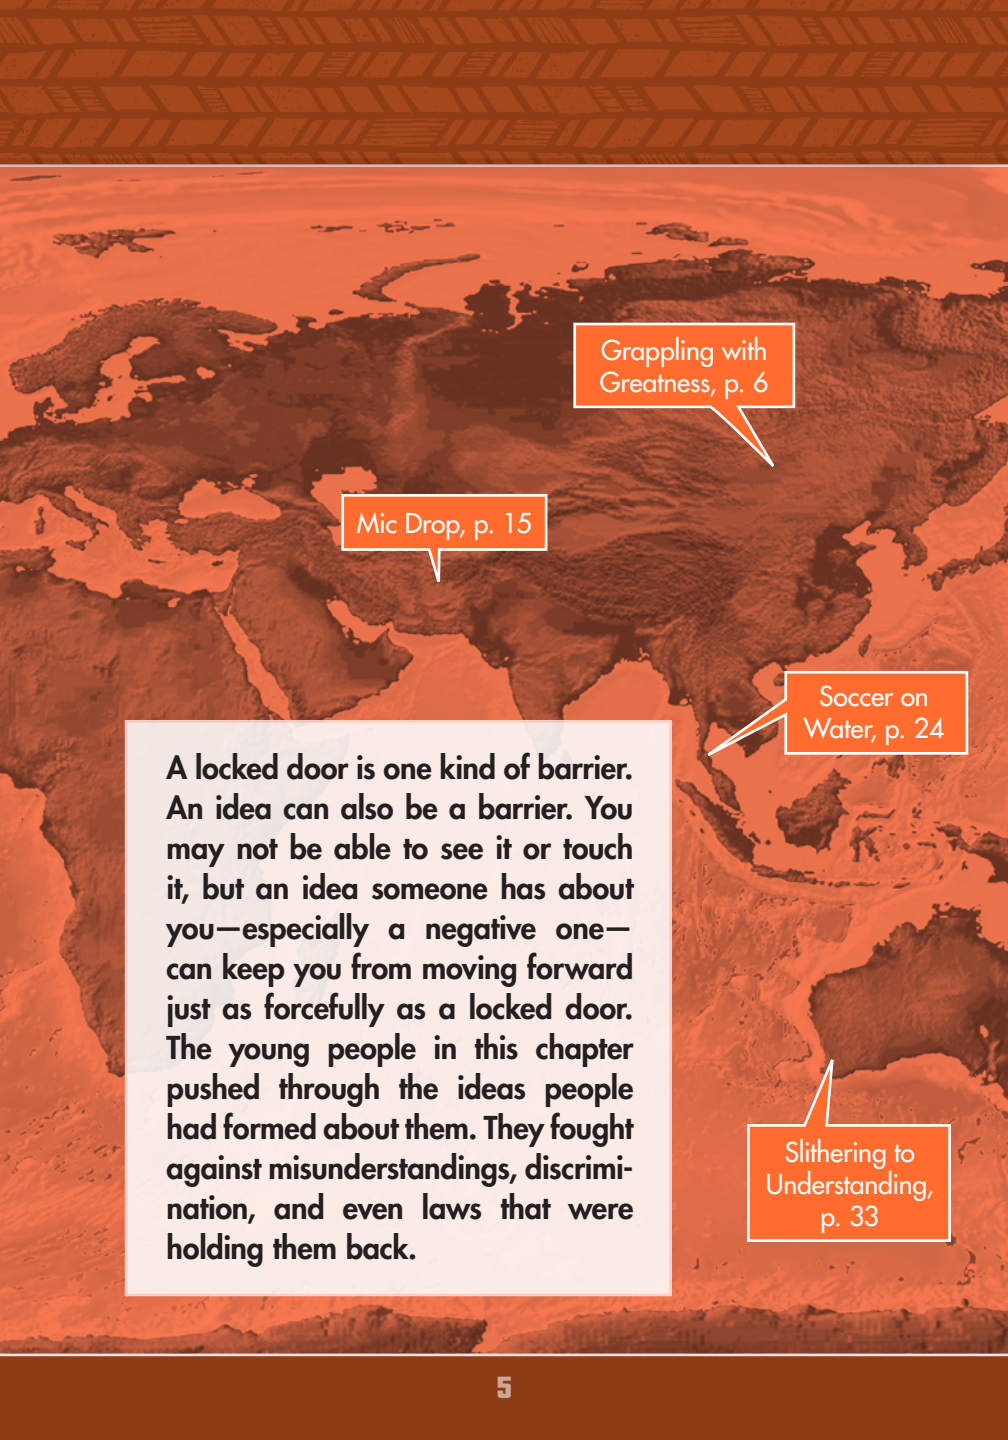 Grappling with
Greatness, p. 6
Mic Drop, p. 15
Soccer on
Water, p. 24
A locked door is one kind of barrier.
An idea can also be a barrier. You
may not be able to see it or touch
it, but an idea someone has about
you—especially a negative one—
can keep you from moving forward
just as forcefully as a locked door.
The young people in this chapter
pushed through the ideas people
had formed about them. They fought
against misunderstandings, discrimi-
nation, and even laws that were
holding them back.
Slithering to
Understanding,
p. 33
5